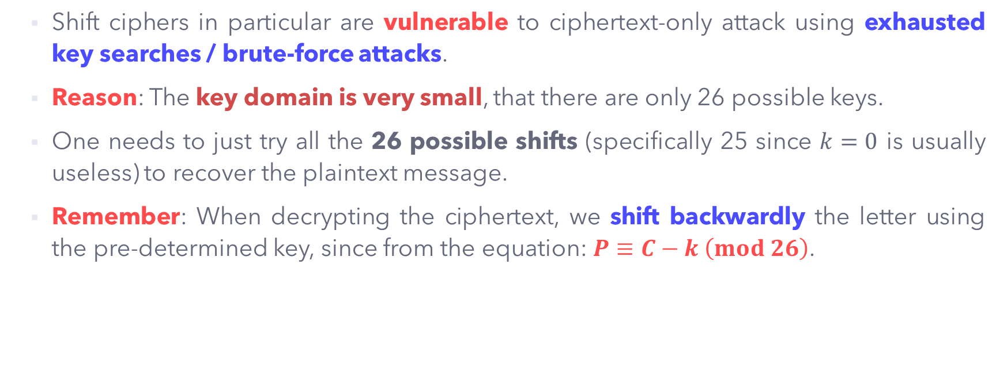 ▪ Shift ciphers in particular are vulnerable to ciphertext-only attack using exhausted
key searches / brute-force attacks.
▪ Reason: The key domain is very small, that there are only 26 possible keys.
▪ One needs to just try all the 26 possible shifts (specifically 25 since k = 0 is usually
useless) to recover the plaintext message.
▪ Remember: When decrypting the ciphertext, we shift backwardly the letter using
the pre-determined key, since from the equation: P ≡ C − k (mod 26).